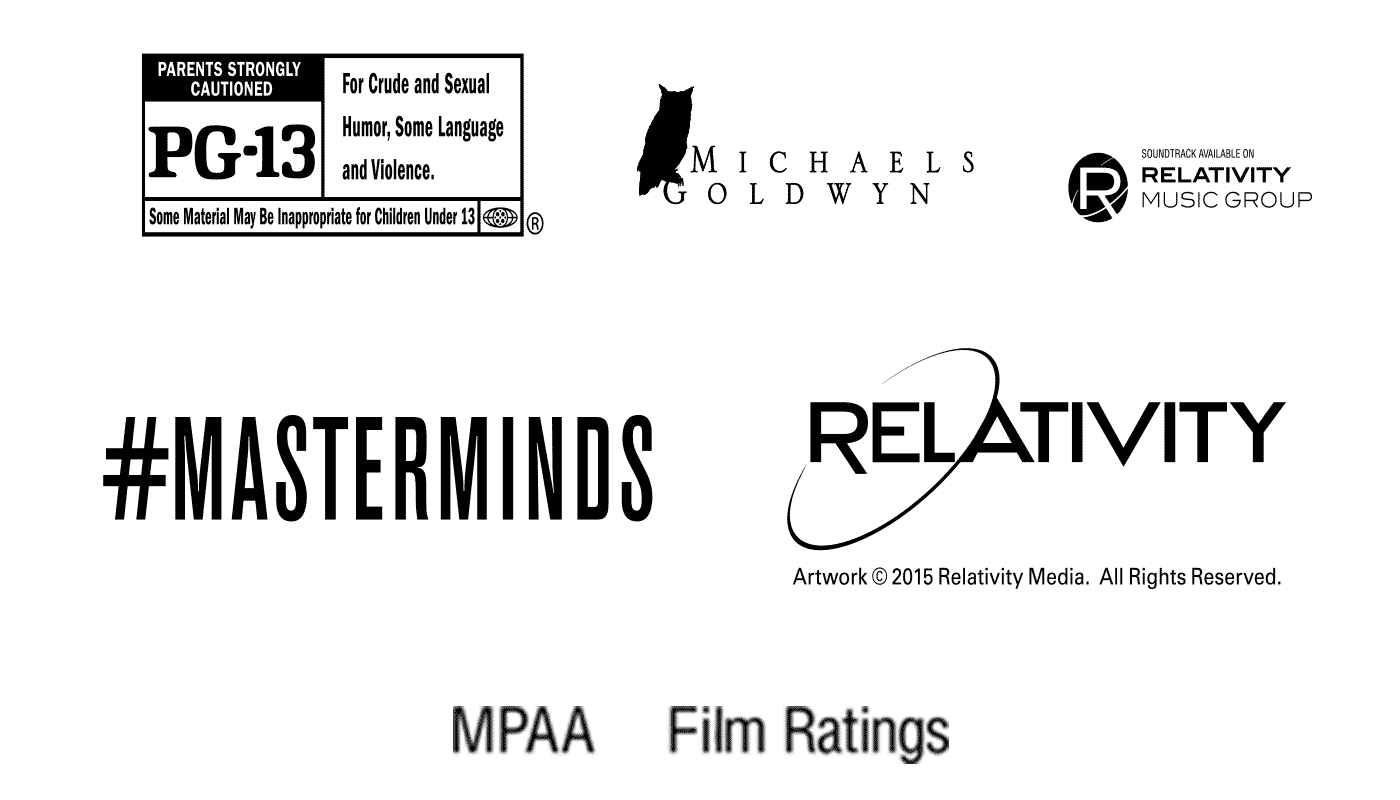 PARENTS STRONGLY
CAUTIONED
PG-13
For Crude and Sexual
Humor, Some Language
and Violence.
Some Material May Be Inappropriate for Children Under 13
®
MICHAELS
GOLDWYN
SOUNDTRACK AVAILABLE ON
R
RELATIVITY
MUSIC GROUP
#MASTERMINDS
RELATIVITY
Artwork © 2015 Relativity Media. All Rights Reserved.
MPAA Film Ratings